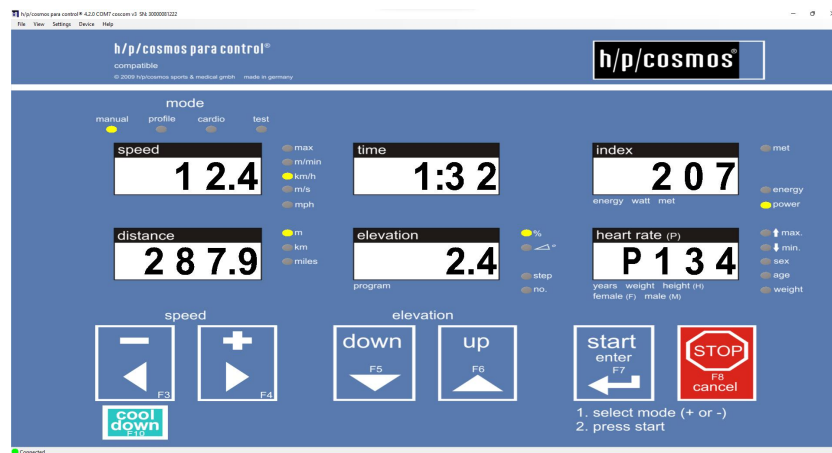 h/p/cosmos para control® 4.2.0 COM7 coscom v3 SN: 30000081222
File View Settings Device Help
h/p/cosmos para control®
compatible
© 2009 h/p/cosmos sports & medical gmbh made in germany
h/p/cosmos®
mode
manual profile cardio test
speed
12.4
max
m/min
km/h
m/s
mph
time
1:32
index
207
energy watt met
met
energy
power
distance
287.9
m
km
miles
elevation
2.4
program
%
°
step
no.
heart rate (P)
P134
years weight height (H)
female (F) male (M)
max.
min.
sex
age
weight
speed
elevation
F3
F4
down
F5
up
F6
start
enter
F7
STOP
F8
cancel
cool
down
F10
1. select mode (+ or -)
2. press start
Connected